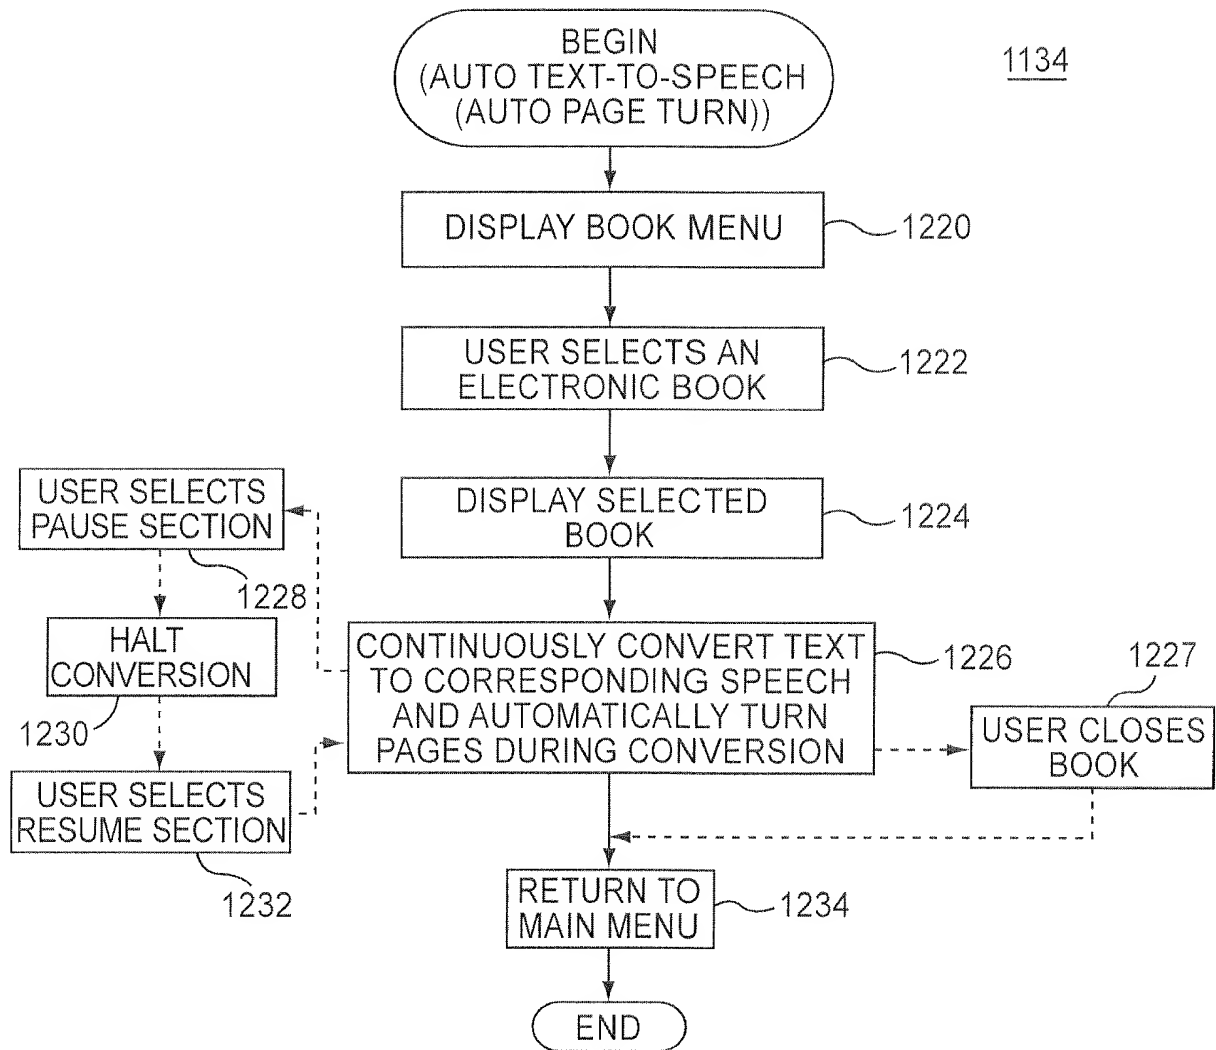 BEGIN
(AUTO TEXT-TO-SPEECH
(AUTO PAGE TURN))
1134
DISPLAY BOOK MENU
1220
USER SELECTS AN
ELECTRONIC BOOK
1222
DISPLAY SELECTED
BOOK
1224
USER SELECTS
PAUSE SECTION
1228
HALT
CONVERSION
1230
USER SELECTS
RESUME SECTION
1232
CONTINUOUSLY CONVERT TEXT
TO CORRESPONDING SPEECH
AND AUTOMATICALLY TURN
PAGES DURING CONVERSION
1226
1227
USER CLOSES
BOOK
RETURN TO
MAIN MENU
1234
END